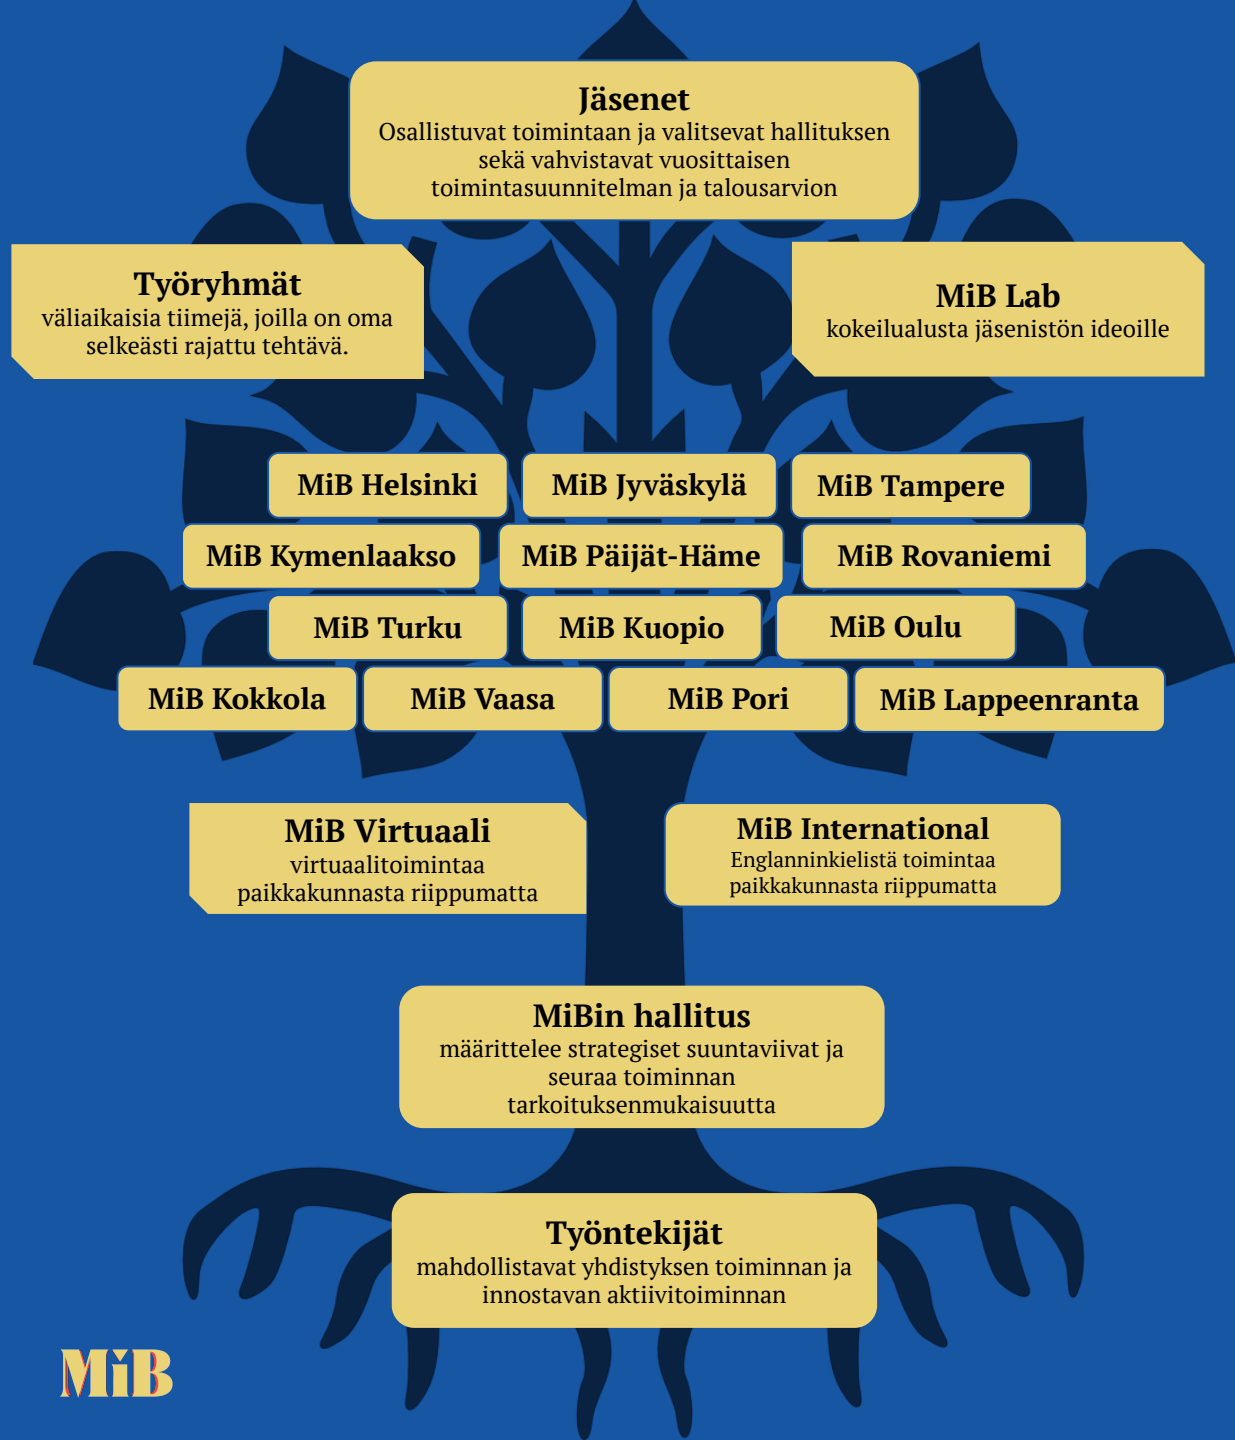 Jäsenet
Osallistuvat toimintaan ja valitsevat hallituksen
sekä vahvistavat vuosittaisen
toimintasuunnitelman ja talousarvion
Työryhmät
väliaikaisia tiimejä, joilla on oma
selkeästi rajattu tehtävä.
MiB Lab
kokeilualusta jäsenistön ideoille
MiB Helsinki
MiB Jyväskylä
MiB Tampere
MiB Kymenlaakso
MiB Päijät-Häme
MiB Rovaniemi
MiB Turku
MiB Kuopio
MiB Oulu
MiB Kokkola
MiB Vaasa
MiB Pori
MiB Lappeenranta
MiB Virtuaali
virtuaalitoimintaa
paikkakunnasta riippumatta
MiB International
Englanninkielistä toimintaa
paikkakunnasta riippumatta
MiBin hallitus
määrittelee strategiset suuntaviivat ja
seuraa toiminnan
tarkoituksenmukaisuutta
Työntekijät
mahdollistavat yhdistyksen toiminnan ja
innostavan aktiivitoiminnan
MiB